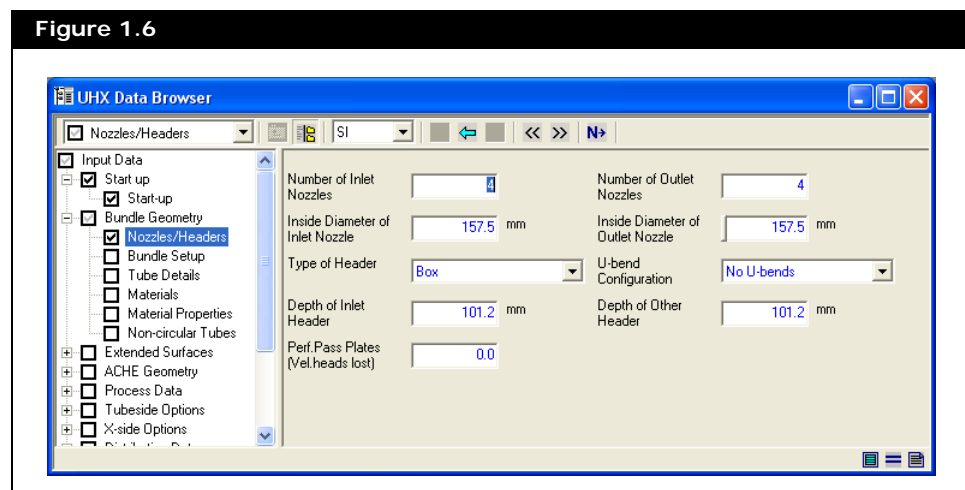 Figure 1.6
UHX Data Browser
Nozzles/Headers
SI
N
Input Data
Start up
Start-up
Bundle Geometry
Nozzles/Headers
Bundle Setup
Tube Details
Materials
Material Properties
Non-circular Tubes
Extended Surfaces
ACHE Geometry
Process Data
Tubeside Options
X-side Options
Number of Inlet
Nozzles
4
Number of Outlet
Nozzles
4
Inside Diameter of
Inlet Nozzle
157.5 mm
Inside Diameter of
Outlet Nozzle
157.5 mm
Type of Header
Box
U-bend
Configuration
No U-bends
Depth of Inlet
Header
101.2 mm
Depth of Other
Header
101.2 mm
Perf.Pass Plates
(Vel.heads lost)
0.0